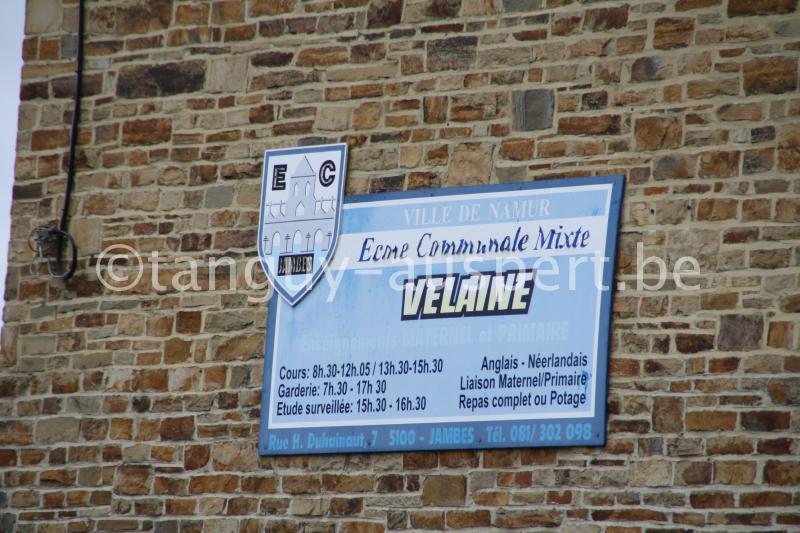 E C
JAMBES
VILLE DE NAMUR
Ecole Communale Mixte
VELAINE
Enseignements MATERNEL et PRIMAIRE
Cours: 8h.30-12h.05 / 13h.30-15h.30
Garderie: 7h.30 - 17h30
Etude surveillée: 15h.30 - 16h.30
Anglais - Néerlandais
Liaison Maternel/Primaire
Repas complet ou Potage
Rue H. Duhainaut, 7 5100 - JAMBES Tél. 081/ 302 098
©tanguy-auspert.be